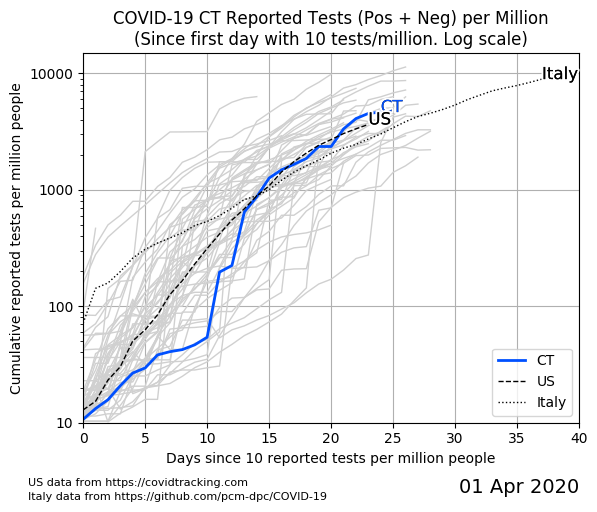 COVID-19 CT Reported Tests (Pos + Neg) per Million
(Since first day with 10 tests/million. Log scale)
Cumulative reported tests per million people
10000
1000
100
10
Italy
CT
US
CT
US
Italy
0 5 10 15 20 25 30 35 40
Days since 10 reported tests per million people
US data from https://covidtracking.com
Italy data from https://github.com/pcm-dpc/COVID-19
01 Apr 2020